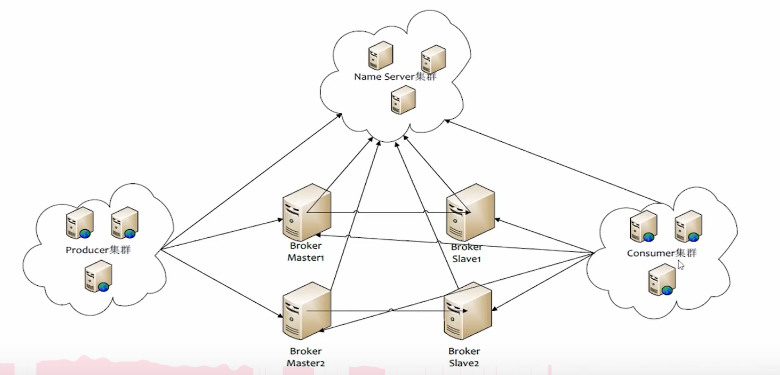 Name Server集群
Producer集群
Broker
Master1
Broker
Slave1
Consumer集群
Broker
Master2
Broker
Slave2